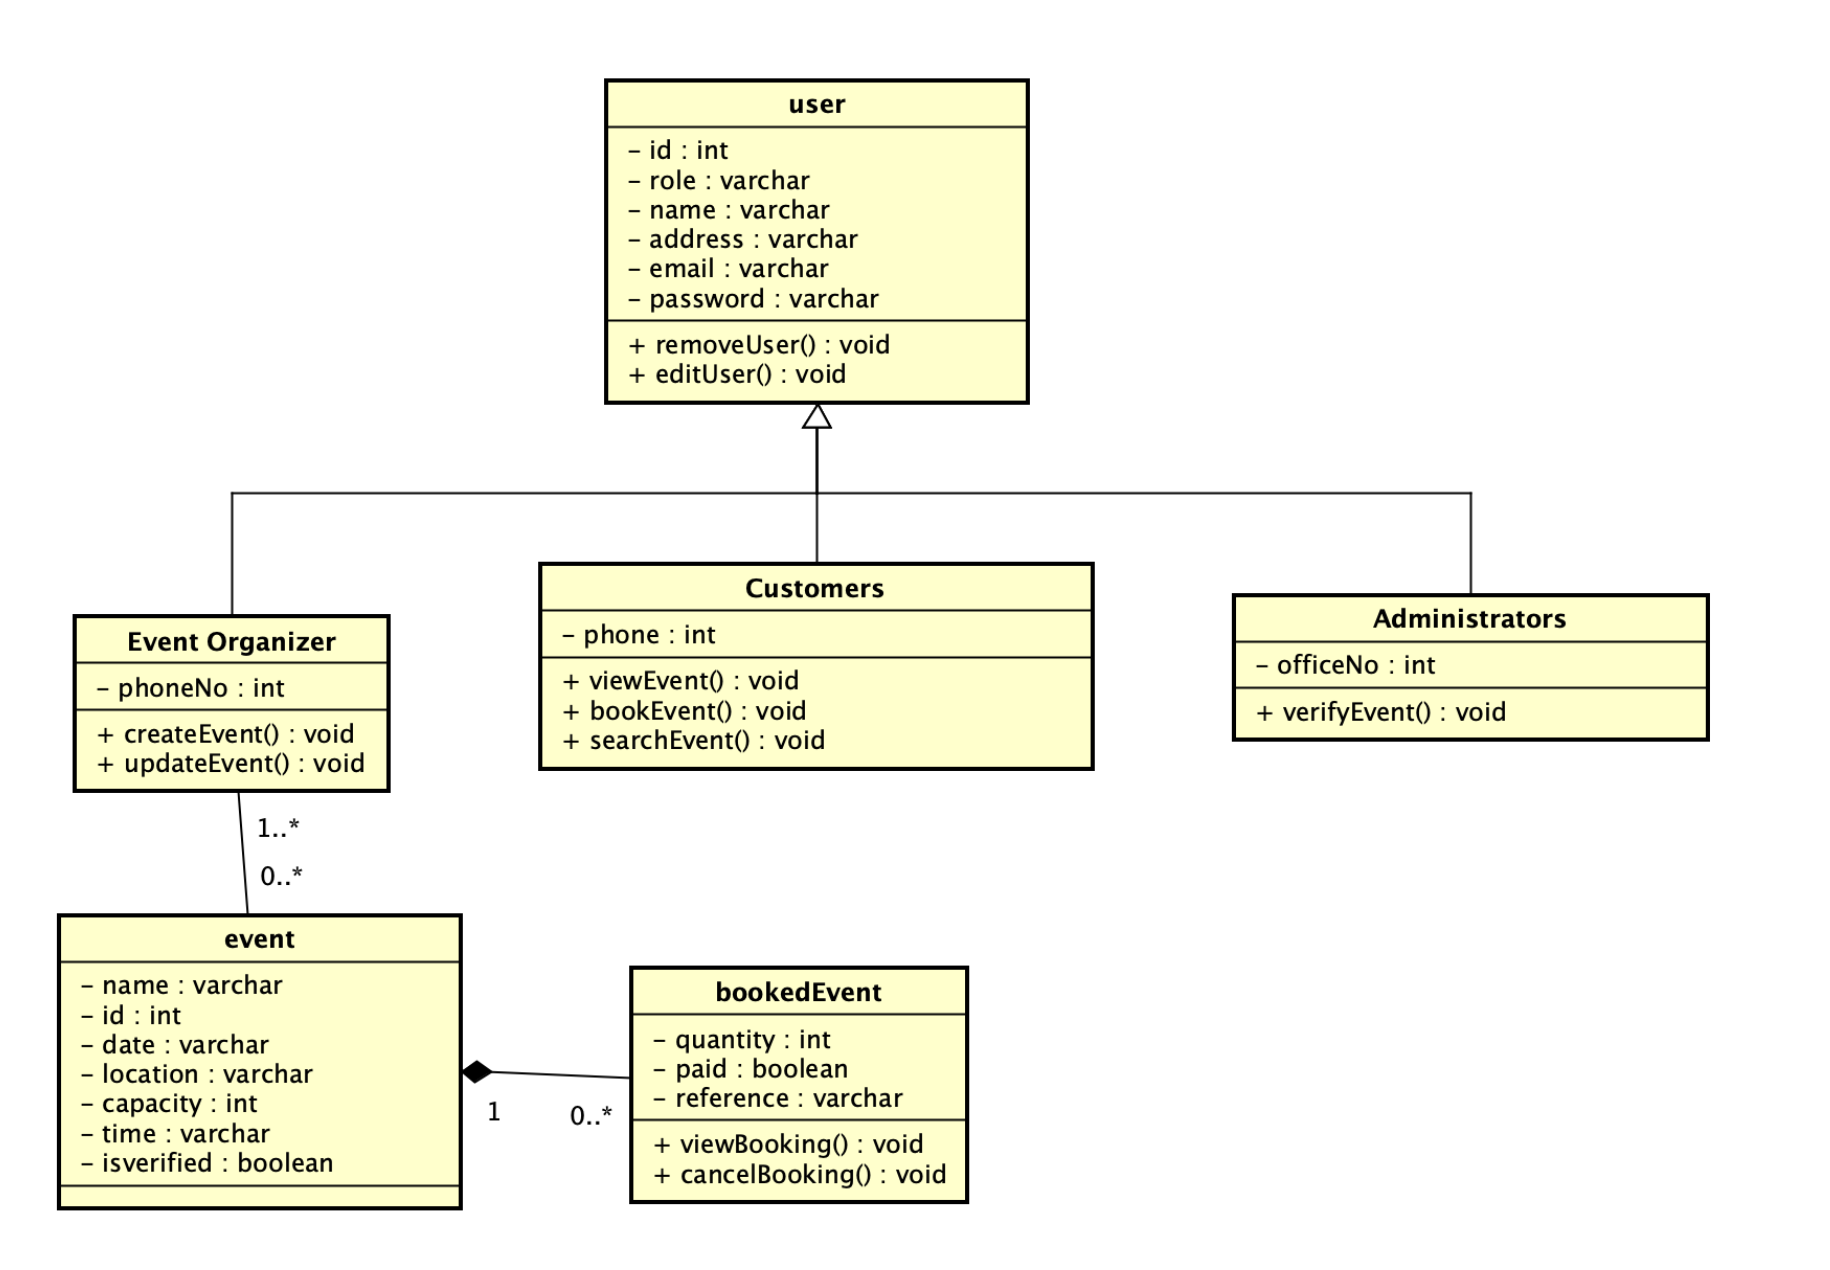 user
– id : int
– role : varchar
– name : varchar
– address : varchar
– email : varchar
– password : varchar
+ removeUser() : void
+ editUser() : void
Event Organizer
– phoneNo : int
+ createEvent() : void
+ updateEvent() : void
Customers
– phone : int
+ viewEvent() : void
+ bookEvent() : void
+ searchEvent() : void
Administrators
– officeNo : int
+ verifyEvent() : void
1..*
0..*
event
– name : varchar
– id : int
– date : varchar
– location : varchar
– capacity : int
– time : varchar
– isverified : boolean
1
0..*
bookedEvent
– quantity : int
– paid : boolean
– reference : varchar
+ viewBooking() : void
+ cancelBooking() : void